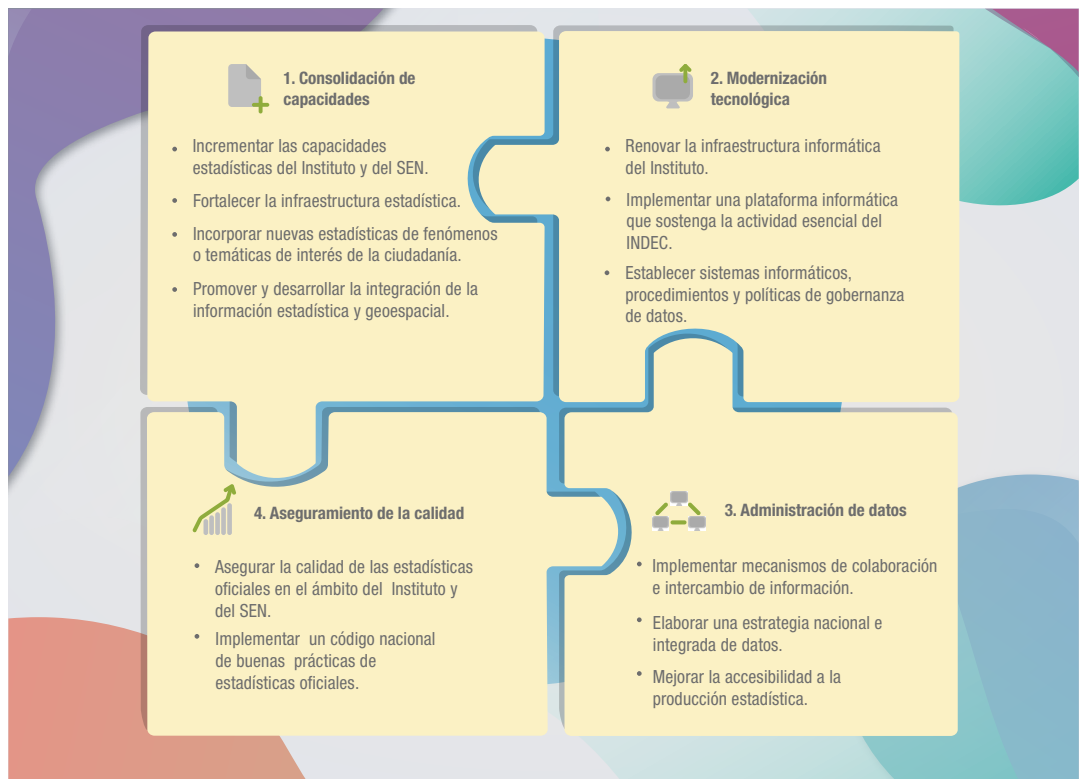 1. Consolidación de
capacidades
• Incrementar las capacidades
estadísticas del Instituto y del SEN.
• Fortalecer la infraestructura estadística.
• Incorporar nuevas estadísticas de fenómenos
o temáticas de interés de la ciudadanía.
• Promover y desarrollar la integración de la
información estadística y geoespacial.
2. Modernización
tecnológica
• Renovar la infraestructura informática
del Instituto.
• Implementar una plataforma informática
que sostenga la actividad esencial del
INDEC.
• Establecer sistemas informáticos,
procedimientos y políticas de gobernanza
de datos.
4. Aseguramiento de la calidad
• Asegurar la calidad de las estadísticas
oficiales en el ámbito del Instituto y
del SEN.
• Implementar un código nacional
de buenas prácticas de
estadísticas oficiales.
3. Administración de datos
• Implementar mecanismos de colaboración
e intercambio de información.
• Elaborar una estrategia nacional e
integrada de datos.
• Mejorar la accesibilidad a la
producción estadística.